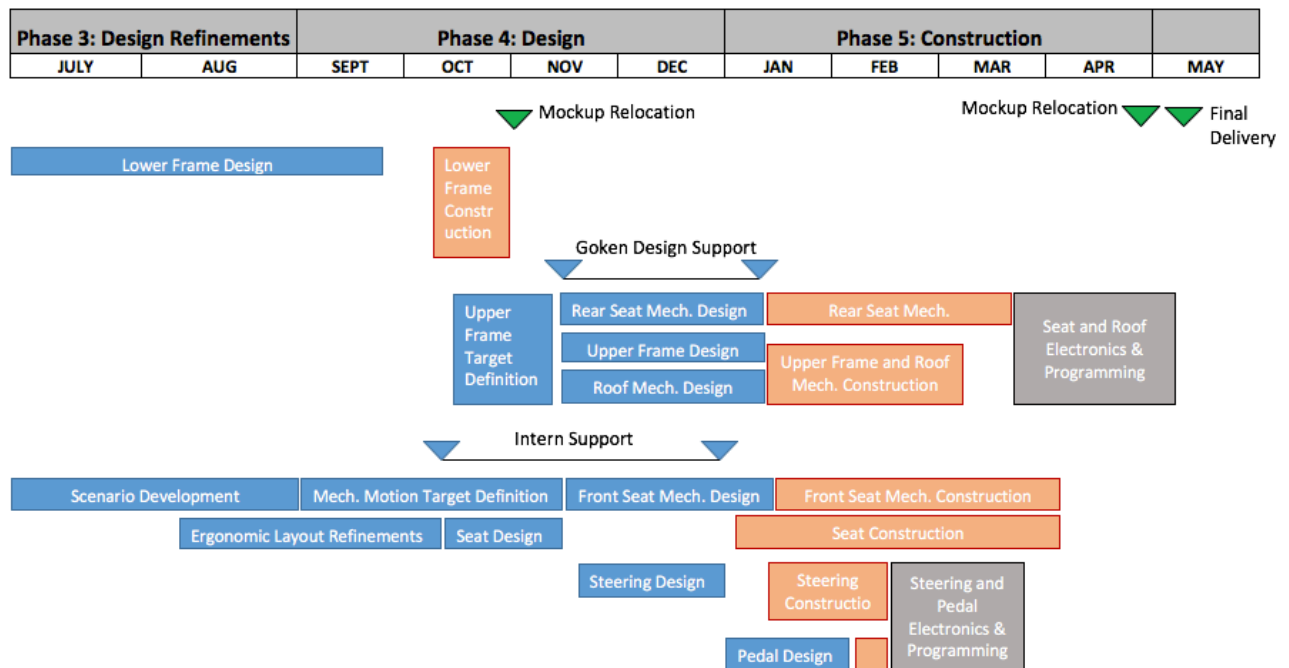 Phase 3: Design Refinements Phase 4: Design Phase 5: Construction
JULY AUG SEPT OCT NOV DEC JAN FEB MAR APR MAY
Mockup Relocation
Mockup Relocation
Final
Delivery
Lower Frame Design
Lower
Frame
Constr
uction
Goken Design Support
Upper
Frame
Target
Definition
Rear Seat Mech. Design
Upper Frame Design
Roof Mech. Design
Rear Seat Mech.
Upper Frame and Roof
Mech. Construction
Seat and Roof
Electronics &
Programming
Intern Support
Scenario Development
Mech. Motion Target Definition
Front Seat Mech. Design
Front Seat Mech. Construction
Ergonomic Layout Refinements
Seat Design
Seat Construction
Steering Design
Steering
Constructio
Steering and
Pedal
Electronics &
Programming
Pedal Design